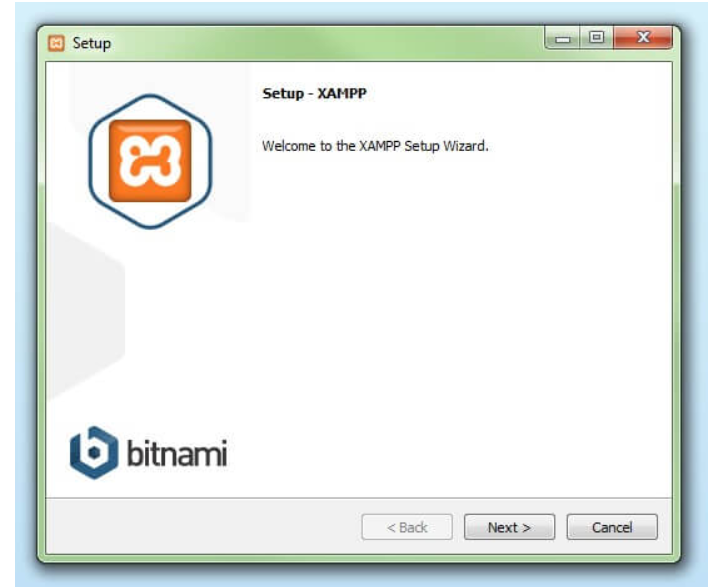 Setup
Setup - XAMPP
Welcome to the XAMPP Setup Wizard.
bitnami
< Back
Next >
Cancel